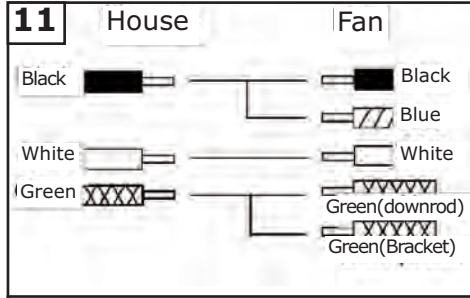 11 House Fan
Black Black
Blue
White White
Green
Green(downrod)
Green(Bracket)